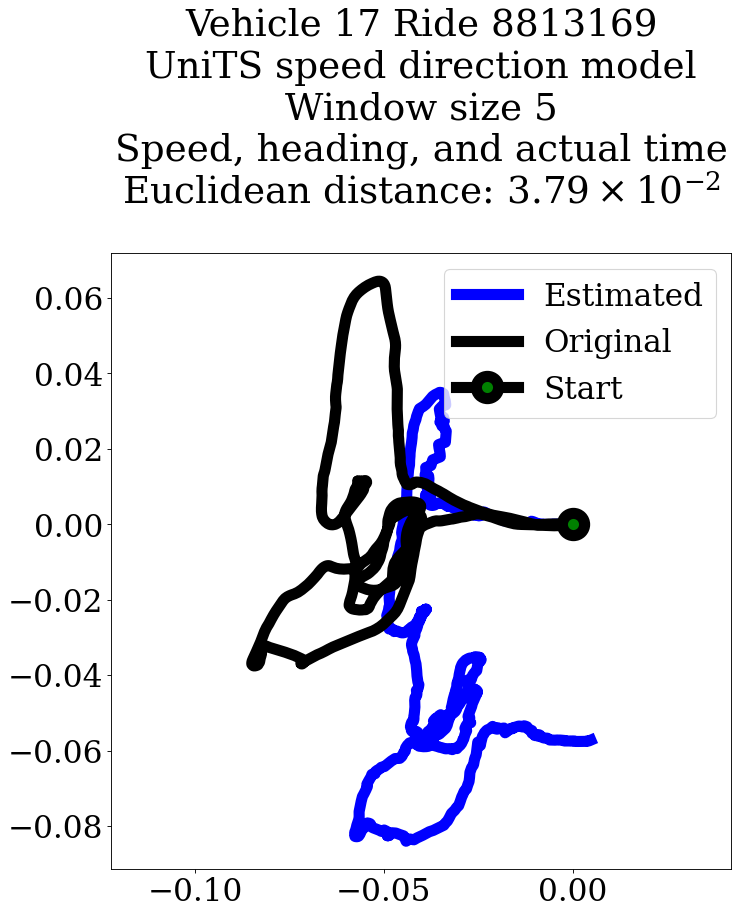 Vehicle 17 Ride 8813169
UniTS speed direction model
Window size 5
Speed, heading, and actual time
Euclidean distance: 3.79 × 10⁻²
Estimated
Original
Start
0.06
0.04
0.02
0.00
−0.02
−0.04
−0.06
−0.08
−0.10 −0.05 0.00